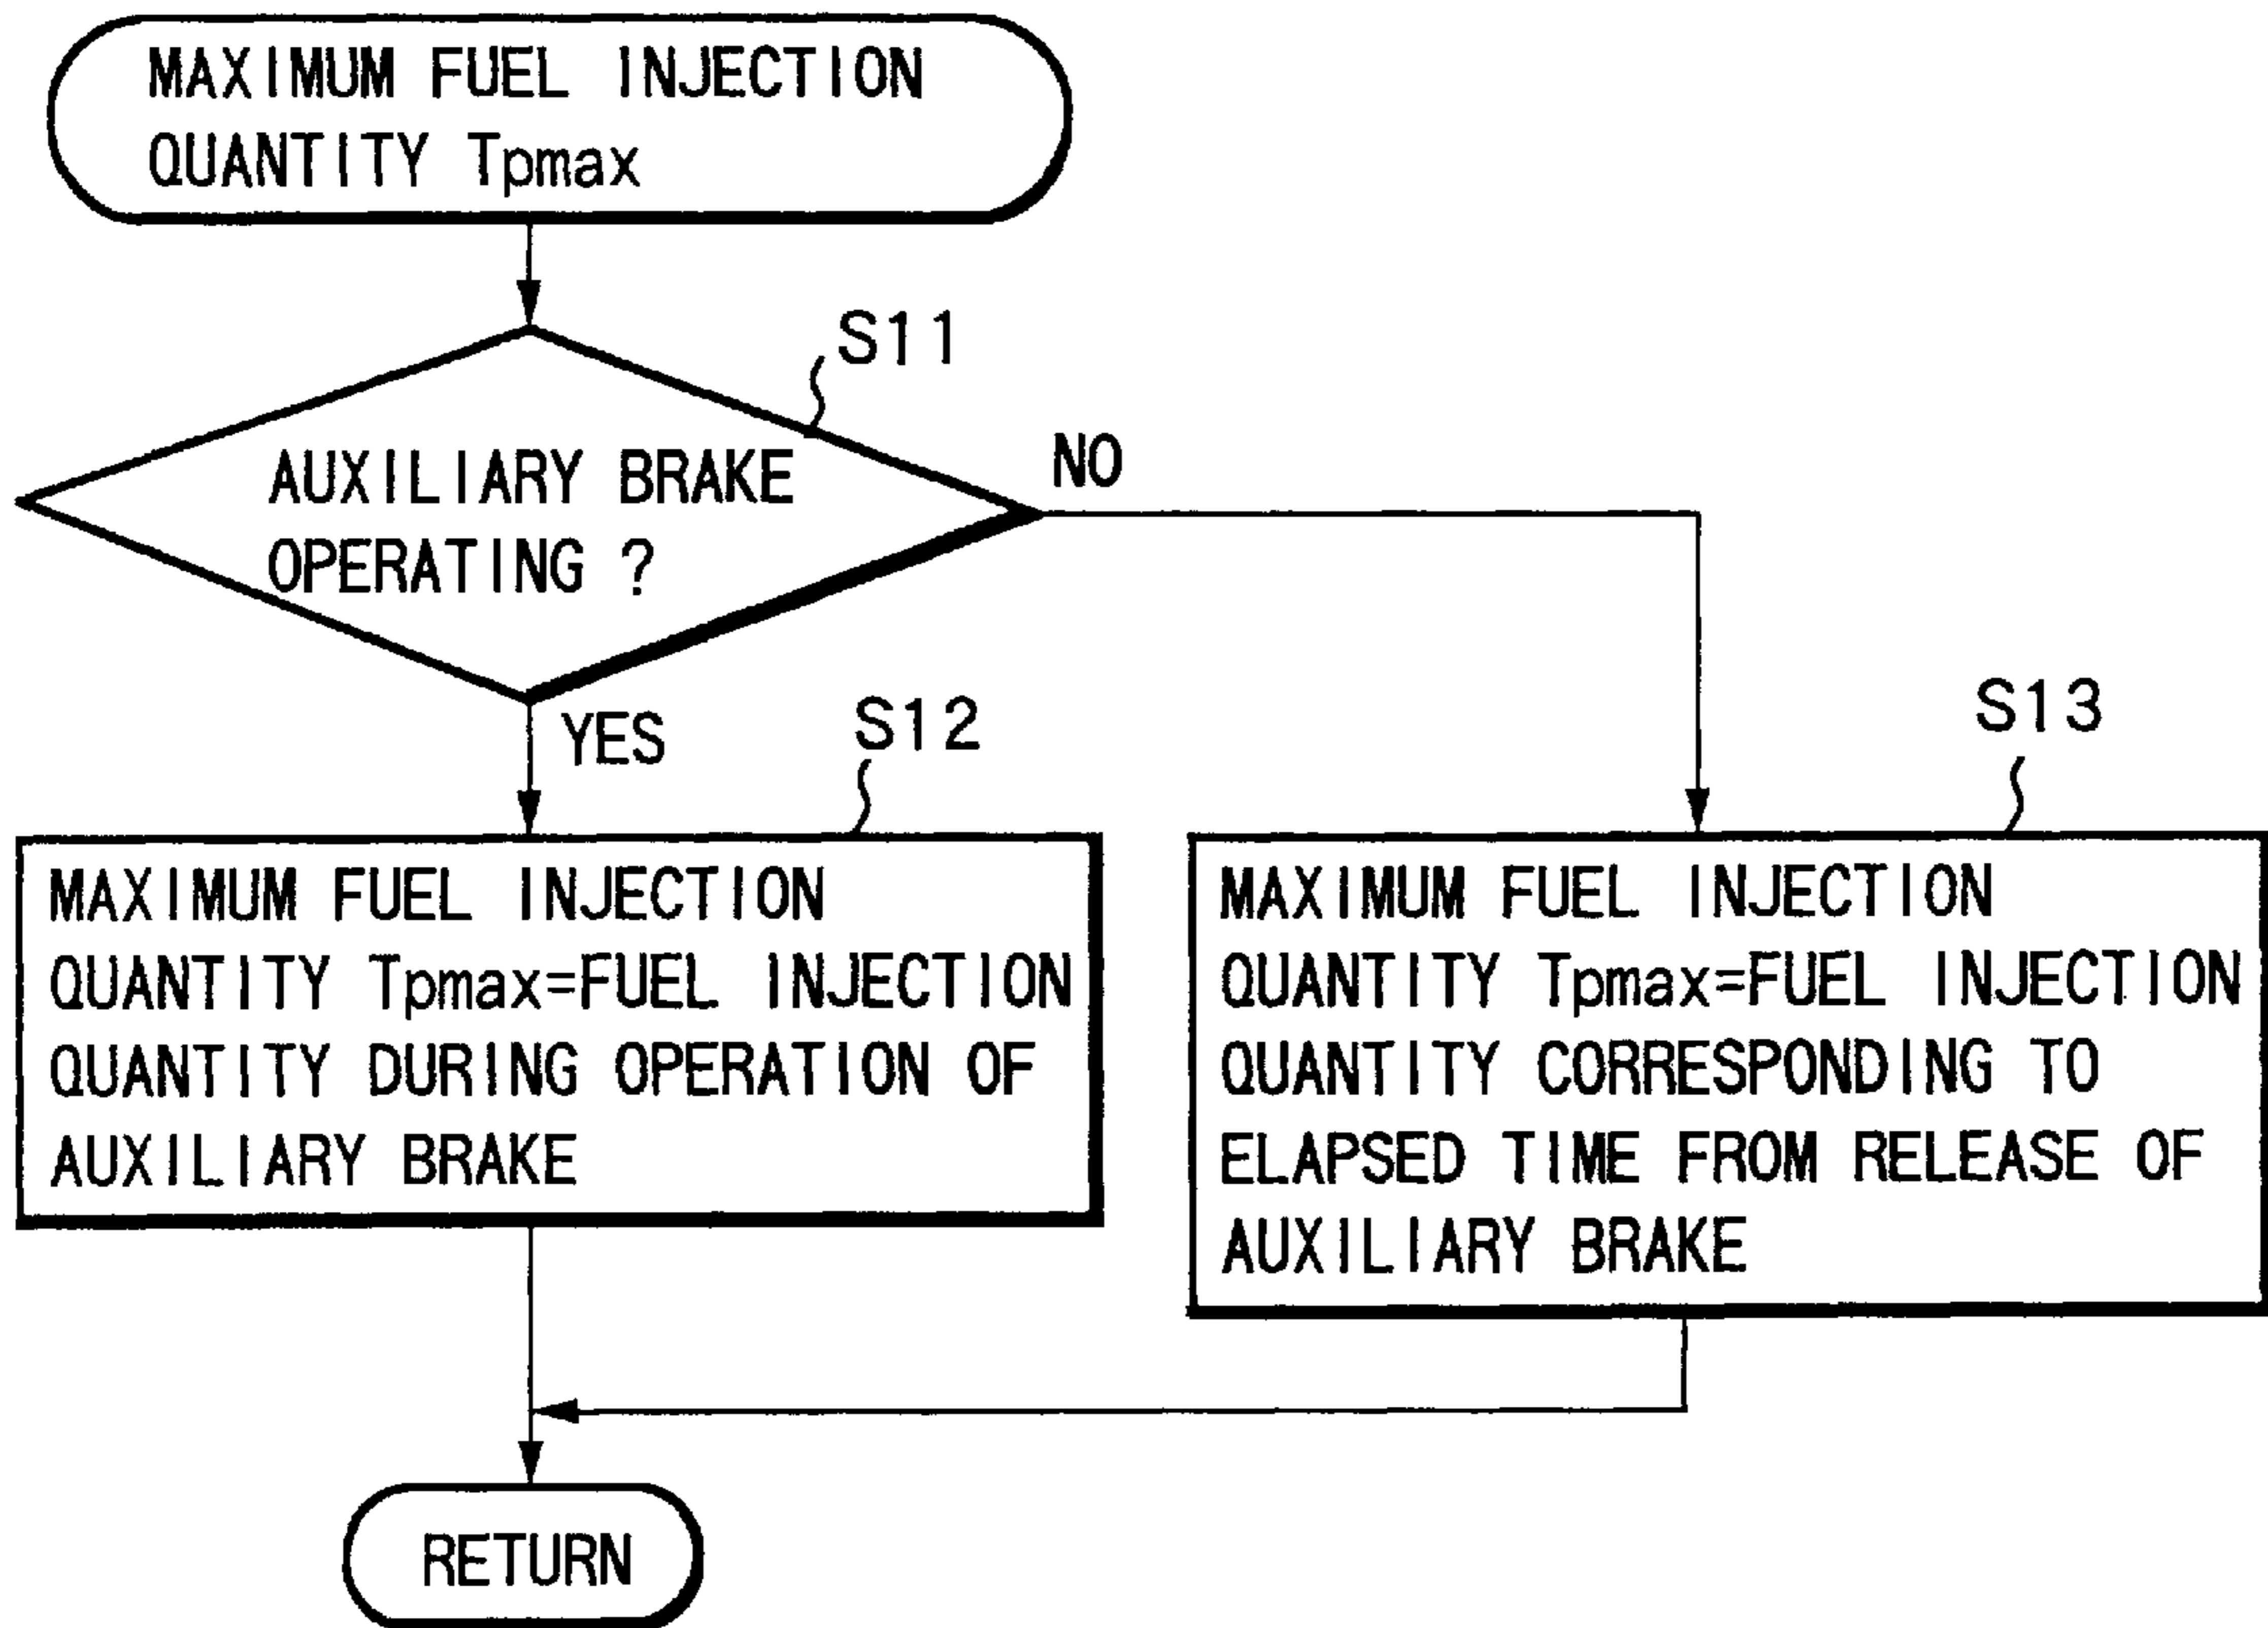 MAXIMUM FUEL INJECTION
QUANTITY Tpmax
S11
AUXILIARY BRAKE
OPERATING ?
NO
YES
S12
MAXIMUM FUEL INJECTION
QUANTITY Tpmax=FUEL INJECTION
QUANTITY DURING OPERATION OF
AUXILIARY BRAKE
S13
MAXIMUM FUEL INJECTION
QUANTITY Tpmax=FUEL INJECTION
QUANTITY CORRESPONDING TO
ELAPSED TIME FROM RELEASE OF
AUXILIARY BRAKE
RETURN